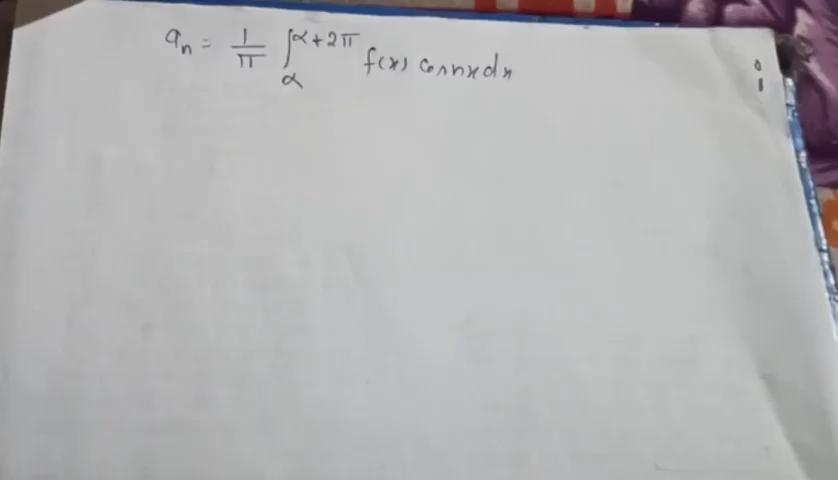 aₙ = 1/π ∫_α^{α+2π} f(x) cos nx dx